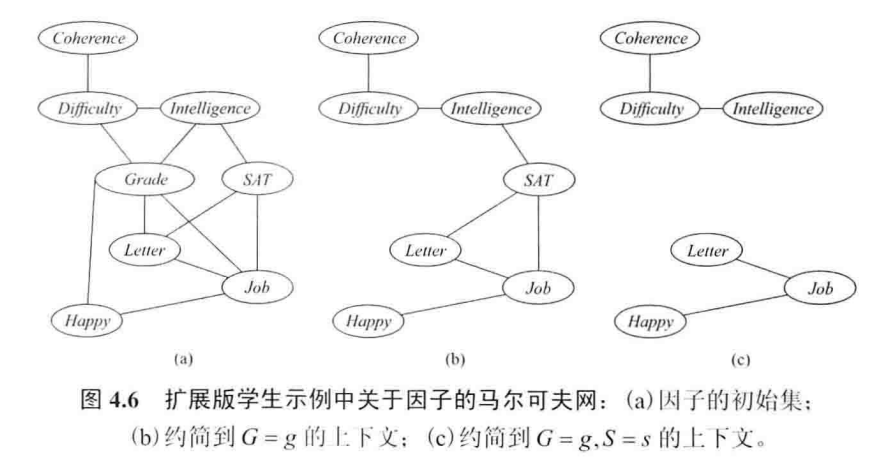 Coherence Coherence Coherence
Difficulty Intelligence Difficulty Intelligence Difficulty Intelligence
Grade SAT SAT
Letter Letter Letter
Job Job Job
Happy Happy Happy
(a) (b) (c)
图 4.6 扩展版学生示例中关于因子的马尔可夫网：(a)因子的初始集；
(b)约简到 G = g 的上下文；(c)约简到 G = g, S = s 的上下文。